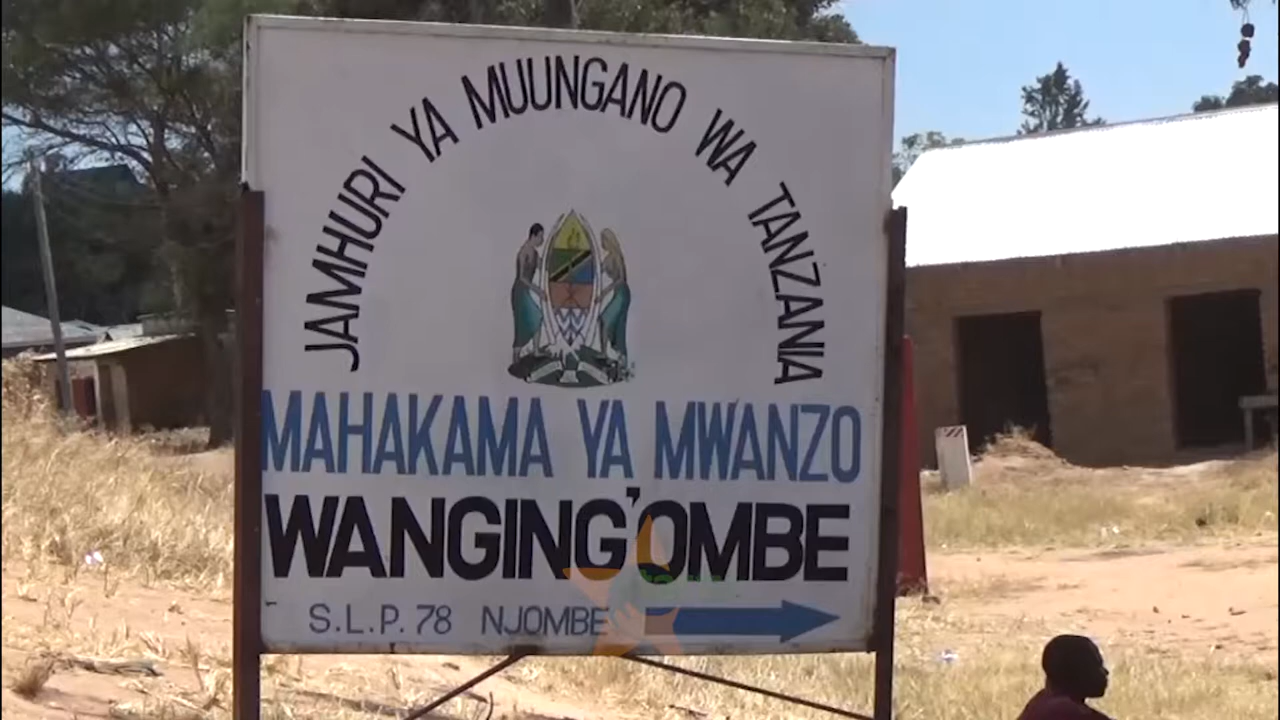 JAMHURI YA MUUNGANO WA TANZANIA
MAHAKAMA YA MWANZO
WANGING'OMBE
S.L.P. 78 NJOMBE